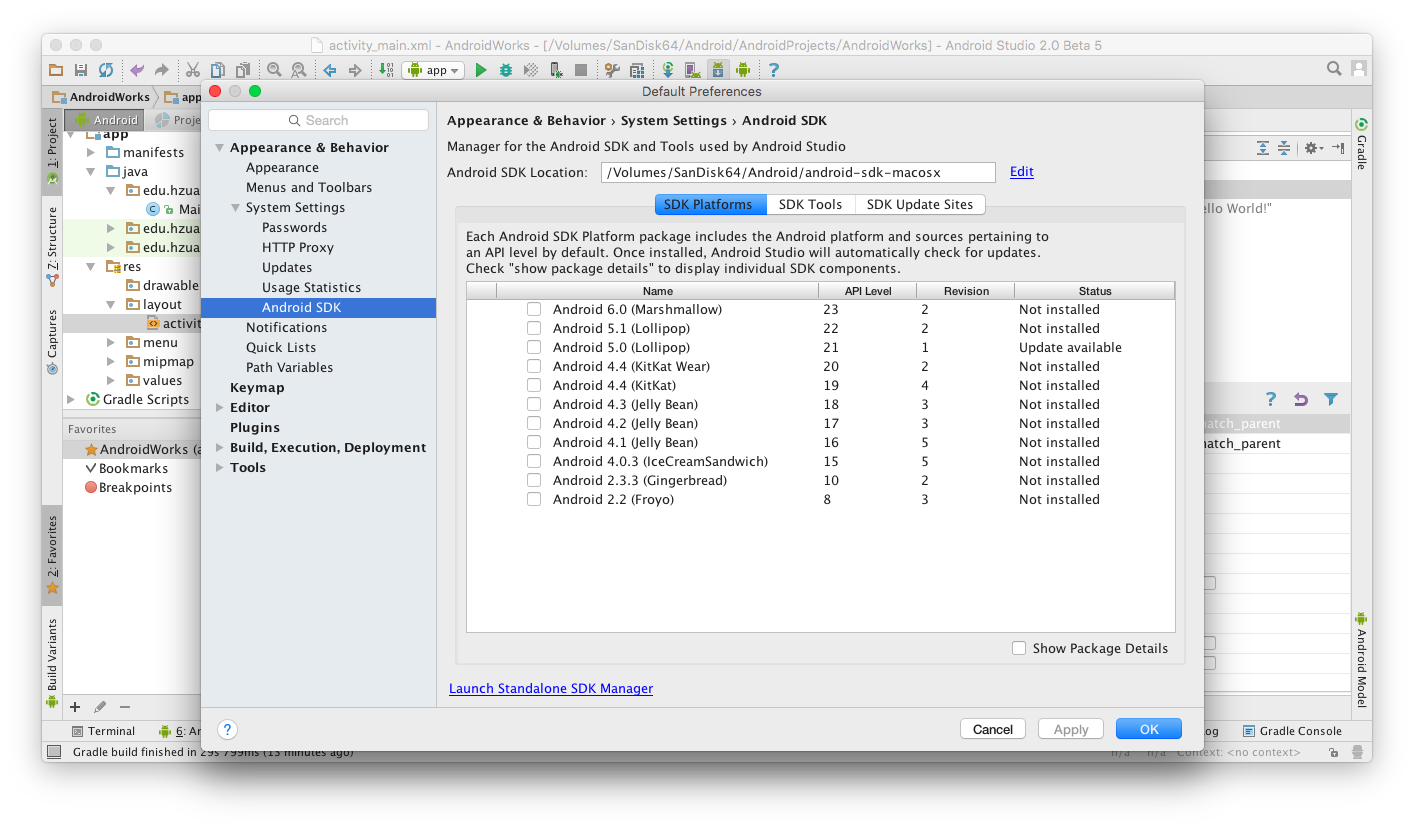 activity_main.xml - AndroidWorks - [/Volumes/SanDisk64/Android/AndroidProjects/AndroidWorks] - Android Studio 2.0 Beta 5
app
AndroidWorks
app
1: Project
Z: Structure
Captures
2: Favorites
Build Variants
Android
Proje
app
manifests
java
edu.hzua
C Mai
edu.hzua
edu.hzua
res
drawable
layout
activit
menu
mipmap
values
Gradle Scripts
Favorites
AndroidWorks (a
Bookmarks
Breakpoints
Default Preferences
Search
Appearance & Behavior
Appearance
Menus and Toolbars
System Settings
Passwords
HTTP Proxy
Updates
Usage Statistics
Android SDK
Notifications
Quick Lists
Path Variables
Keymap
Editor
Plugins
Build, Execution, Deployment
Tools
Appearance & Behavior › System Settings › Android SDK
Manager for the Android SDK and Tools used by Android Studio
Android SDK Location: /Volumes/SanDisk64/Android/android-sdk-macosx Edit
SDK Platforms SDK Tools SDK Update Sites
Each Android SDK Platform package includes the Android platform and sources pertaining to
an API level by default. Once installed, Android Studio will automatically check for updates.
Check "show package details" to display individual SDK components.
Name API Level Revision Status
Android 6.0 (Marshmallow) 23 2 Not installed
Android 5.1 (Lollipop) 22 2 Not installed
Android 5.0 (Lollipop) 21 1 Update available
Android 4.4 (KitKat Wear) 20 2 Not installed
Android 4.4 (KitKat) 19 4 Not installed
Android 4.3 (Jelly Bean) 18 3 Not installed
Android 4.2 (Jelly Bean) 17 3 Not installed
Android 4.1 (Jelly Bean) 16 5 Not installed
Android 4.0.3 (IceCreamSandwich) 15 5 Not installed
Android 2.3.3 (Gingerbread) 10 2 Not installed
Android 2.2 (Froyo) 8 3 Not installed
Show Package Details
Launch Standalone SDK Manager
? Cancel Apply OK
ello World!"
atch_parent
atch_parent
Gradle
Android Model
Terminal
6: An
og
Gradle Console
Gradle build finished in 29s 799ms (13 minutes ago)
n/a n/a Context: <no context>